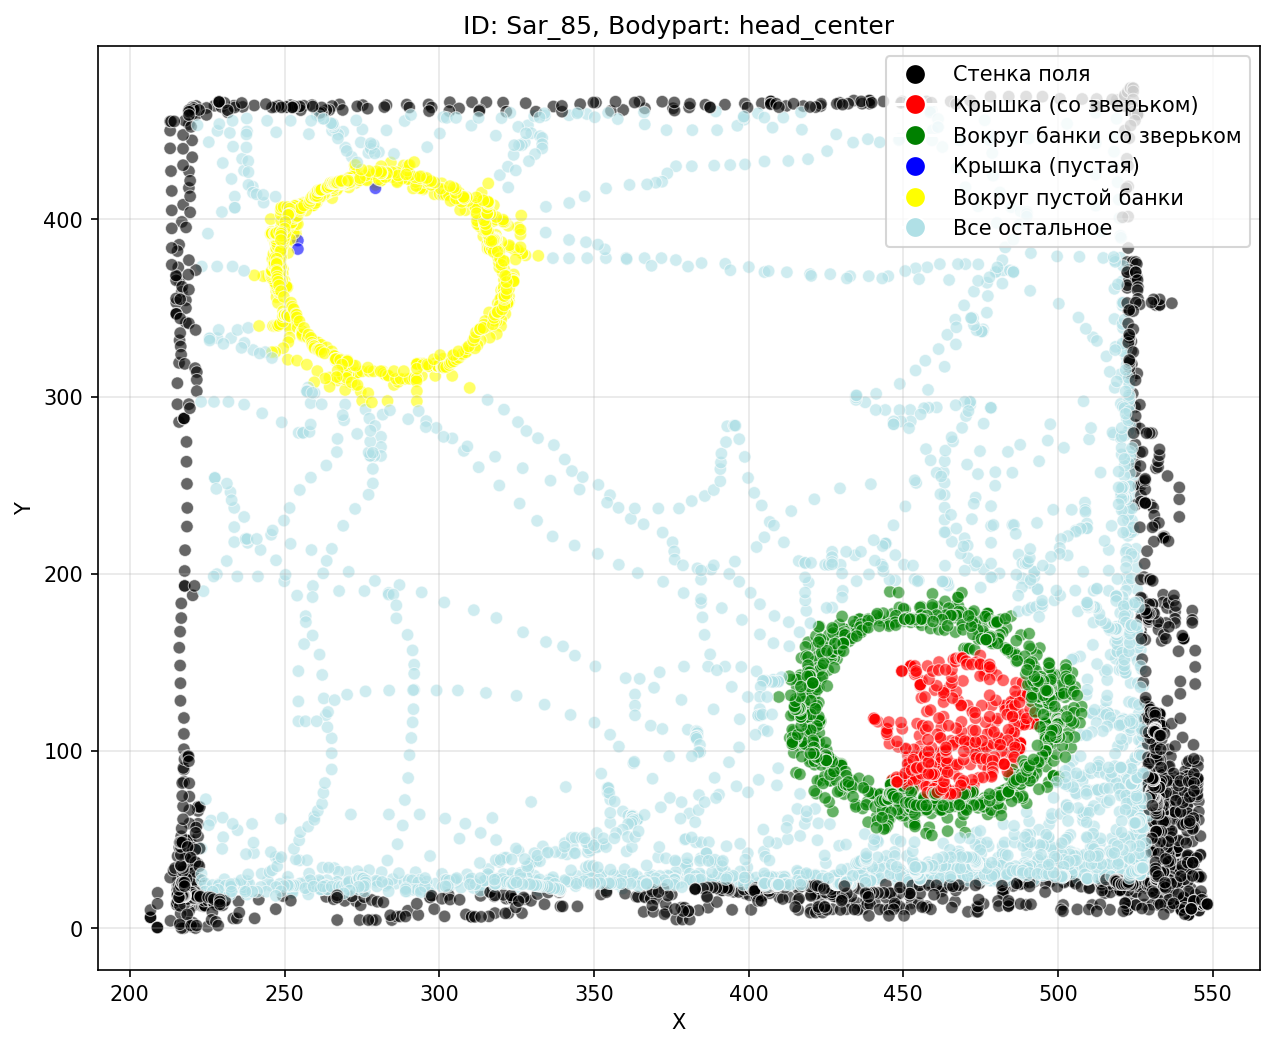 ID: Sar_85, Bodypart: head_center
Стенка поля
Крышка (со зверьком)
Вокруг банки со зверьком
Крышка (пустая)
Вокруг пустой банки
Все остальное
Y
400
300
200
100
0
200 250 300 350 400 450 500 550
X